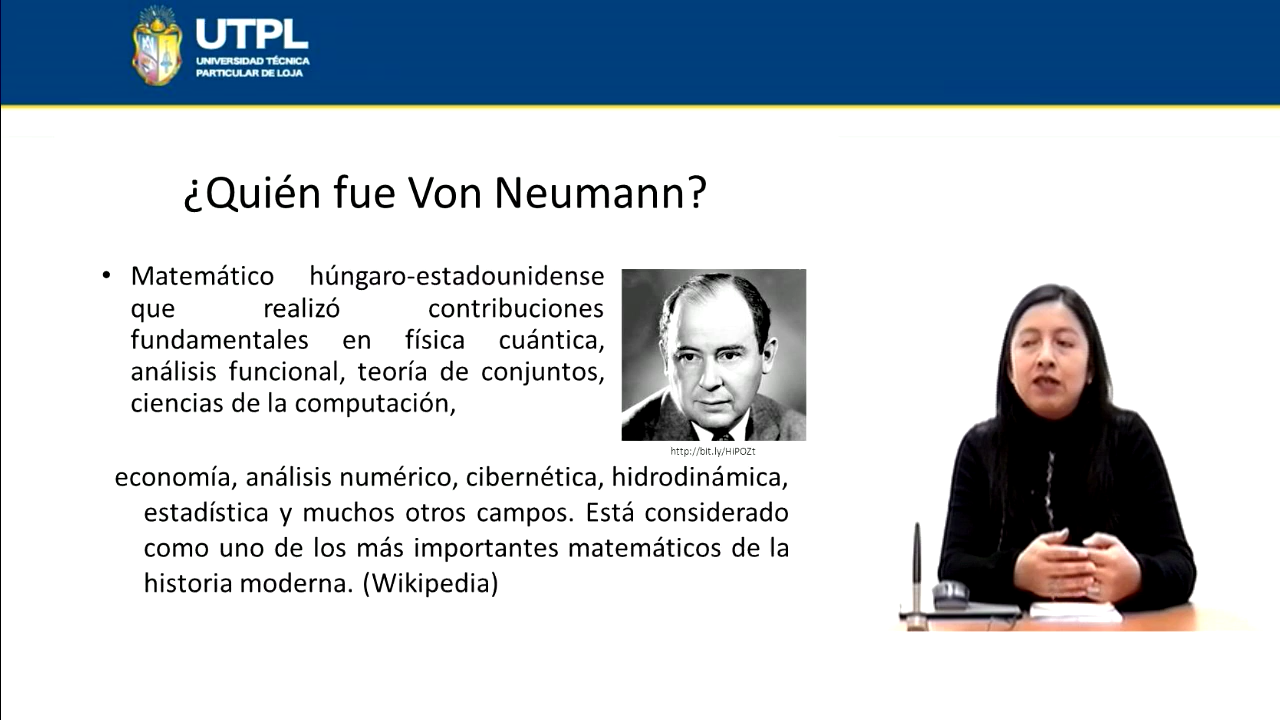 UTPL
UNIVERSIDAD TÉCNICA
PARTICULAR DE LOJA
¿Quién fue Von Neumann?
• Matemático húngaro-estadounidense
que realizó contribuciones
fundamentales en física cuántica,
análisis funcional, teoría de conjuntos,
ciencias de la computación,
http://bit.ly/HiPOZt
economía, análisis numérico, cibernética, hidrodinámica,
estadística y muchos otros campos. Está considerado
como uno de los más importantes matemáticos de la
historia moderna. (Wikipedia)